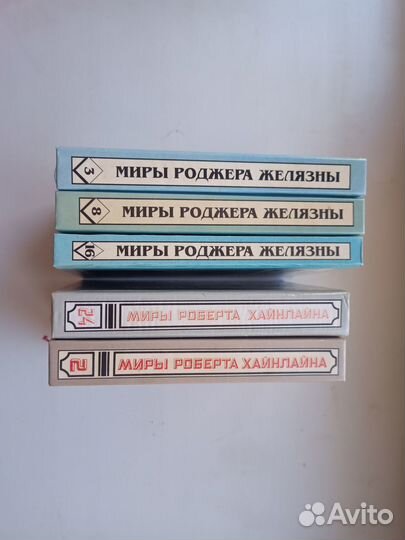 3 МИРЫ РОДЖЕРА ЖЕЛЯЗНЫ
8 МИРЫ РОДЖЕРА ЖЕЛЯЗНЫ
16 МИРЫ РОДЖЕРА ЖЕЛЯЗНЫ
24 МИРЫ РОБЕРТА ХАЙНЛАЙНА
2 МИРЫ РОБЕРТА ХАЙНЛАЙНА
Avito